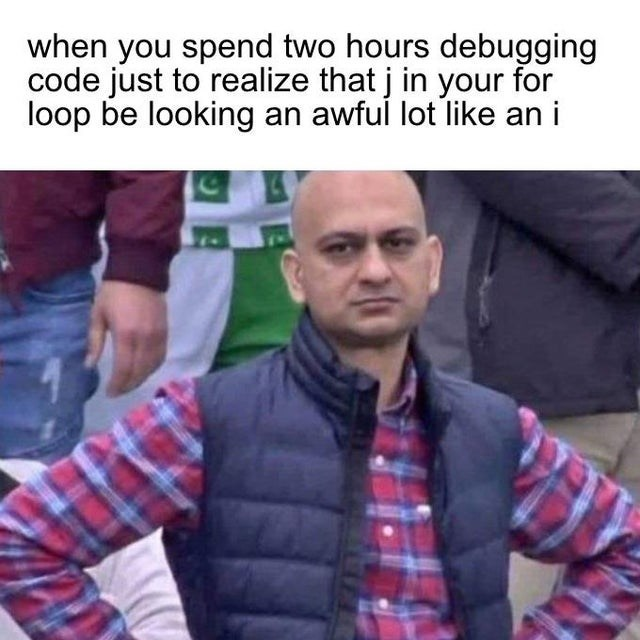 when you spend two hours debugging
code just to realize that j in your for
loop be looking an awful lot like an i